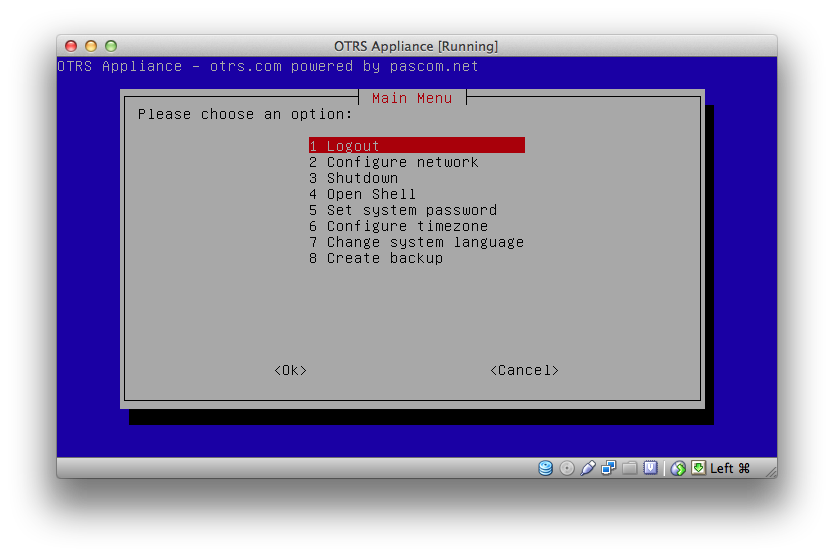 OTRS Appliance [Running]
OTRS Appliance - otrs.com powered by pascom.net
Main Menu
Please choose an option:
1 Logout
2 Configure network
3 Shutdown
4 Open Shell
5 Set system password
6 Configure timezone
7 Change system language
8 Create backup
<Ok> <Cancel>
Left ⌘